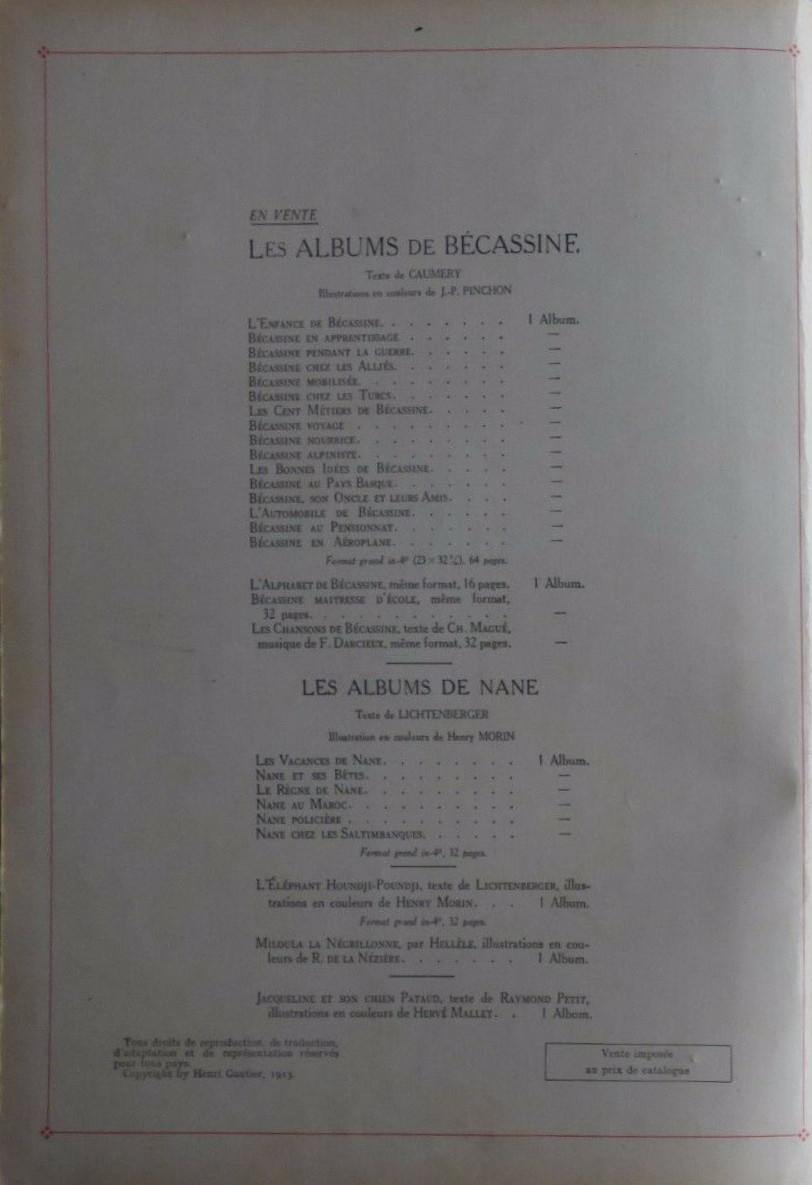 EN VENTE
LES ALBUMS DE BÉCASSINE.
Texte de CAUMERY
Illustrations en couleurs de J.-P. PINCHON
L'ENFANCE DE BÉCASSINE. . . . . . . . 1 Album.
BÉCASSINE EN APPRENTISSAGE . . . . . . —
BÉCASSINE PENDANT LA GUERRE. . . . . . —
BÉCASSINE CHEZ LES ALLIÉS. . . . . . . —
BÉCASSINE MOBILISÉE. . . . . . . . —
BÉCASSINE CHEZ LES TURCS. . . . . . . —
LES CENT MÉTIERS DE BÉCASSINE. . . . . —
BÉCASSINE VOYAGE . . . . . . . . . —
BÉCASSINE NOURRICE. . . . . . . . —
BÉCASSINE ALPINISTE. . . . . . . . —
LES BONNES IDÉES DE BÉCASSINE. . . . . —
BÉCASSINE AU PAYS BASQUE. . . . . . —
BÉCASSINE, SON ONCLE ET LEURS AMIS. . . . —
L'AUTOMOBILE DE BÉCASSINE. . . . . . —
BÉCASSINE AU PENSIONNAT. . . . . . —
BÉCASSINE EN AÉROPLANE. . . . . . —
Format grand in-4° (23 × 32 ½), 64 pages.
L'ALPHABET DE BÉCASSINE, même format, 16 pages. 1 Album.
BÉCASSINE MAITRESSE D'ÉCOLE, même format,
32 pages. . . . . . . . . . . . —
LES CHANSONS DE BÉCASSINE, texte de CH. MAGUÉ,
musique de F. DARCIEUX, même format, 32 pages. —
LES ALBUMS DE NANE
Texte de LICHTENBERGER
Illustration en couleurs de Henry MORIN
LES VACANCES DE NANE. . . . . . . . 1 Album.
NANE ET SES BÊTES. . . . . . . . —
LE RÈGNE DE NANE. . . . . . . . —
NANE AU MAROC. . . . . . . . . —
NANE POLICIÈRE . . . . . . . . . —
NANE CHEZ LES SALTIMBANQUES. . . . . —
Format grand in-4°, 32 pages.
L'ÉLÉPHANT HOUNDJI-POUNDJI, texte de LICHTENBERGER, illus-
trations en couleurs de HENRY MORIN. . . 1 Album.
Format grand in-4°, 32 pages.
MILOULA LA NÉGRILLONNE, par HELLÈLE, illustrations en cou-
leurs de R. DE LA NÉZIÈRE. . . . . . . 1 Album.
JACQUELINE ET SON CHIEN PATAUD, texte de RAYMOND PETIT,
illustrations en couleurs de HERVÉ MALLET. . 1 Album.
Tous droits de reproduction, de traduction,
d'adaptation et de représentation réservés
pour tous pays.
Copyright by Henri Gautier, 1913.
Vente imposée
au prix de catalogue